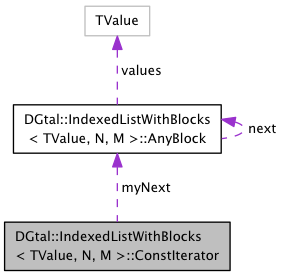 TValue
values
DGtal::IndexedListWithBlocks
< TValue, N, M >::AnyBlock
next
myNext
DGtal::IndexedListWithBlocks
< TValue, N, M >::ConstIterator